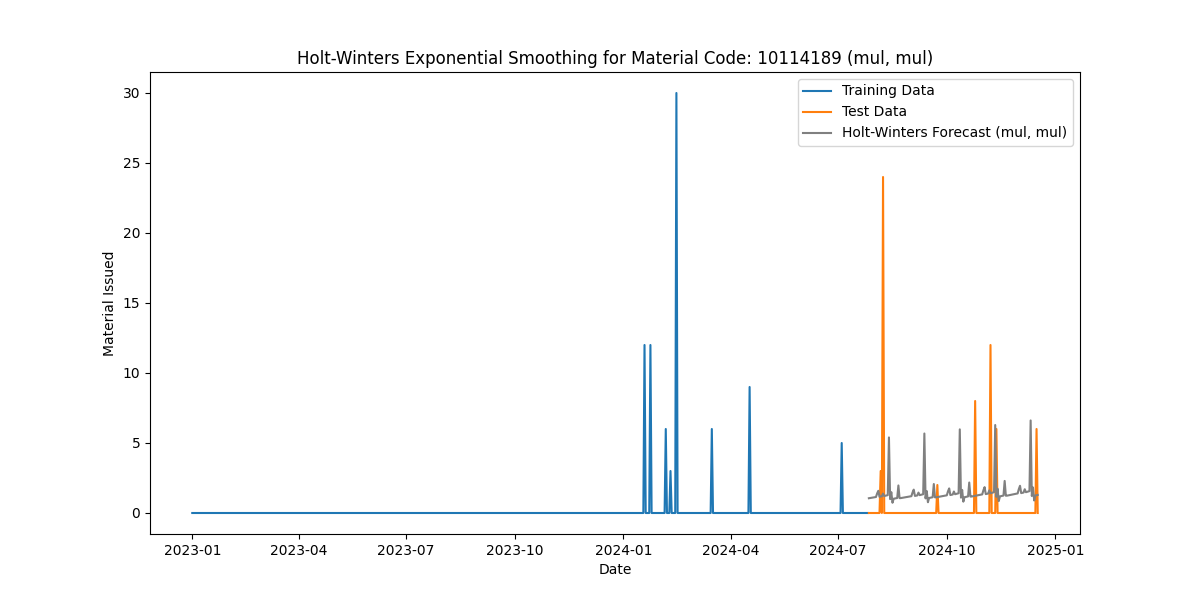 Holt-Winters Exponential Smoothing for Material Code: 10114189 (mul, mul)
Training Data
Test Data
Holt-Winters Forecast (mul, mul)
Material Issued
30
25
20
15
10
5
0
2023-01 2023-04 2023-07 2023-10 2024-01 2024-04 2024-07 2024-10 2025-01
Date